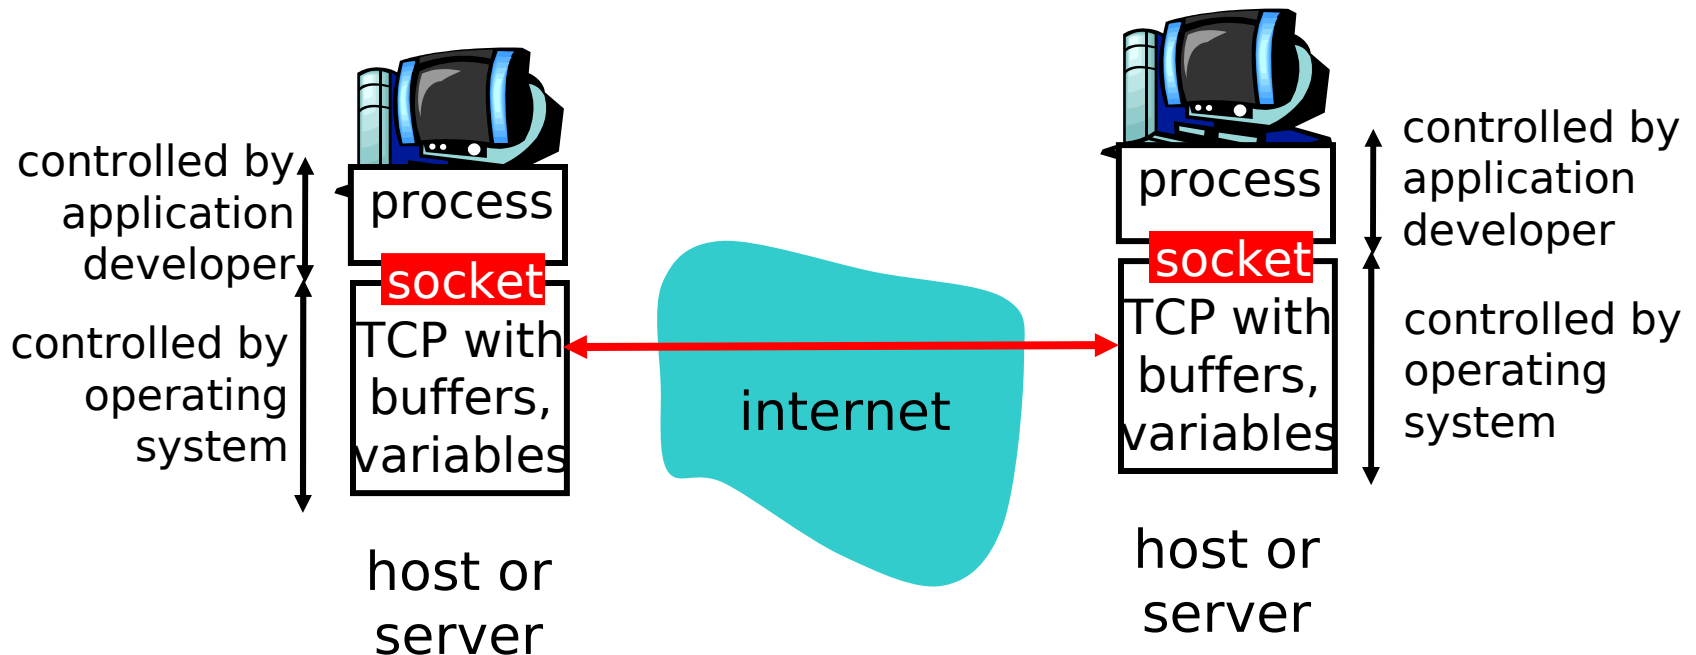 controlled by
application
developer
controlled by
operating
system
process
socket
TCP with
buffers,
variables
host or
server
internet
process
socket
TCP with
buffers,
variables
host or
server
controlled by
application
developer
controlled by
operating
system